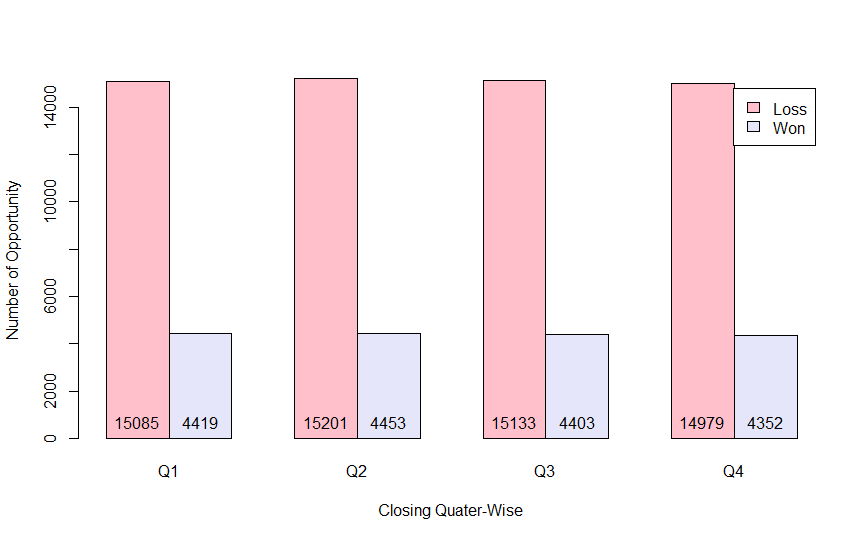 Loss
Won
Number of Opportunity
14000
10000
6000
2000
0
15085 4419 15201 4453 15133 4403 14979 4352
Q1 Q2 Q3 Q4
Closing Quater-Wise